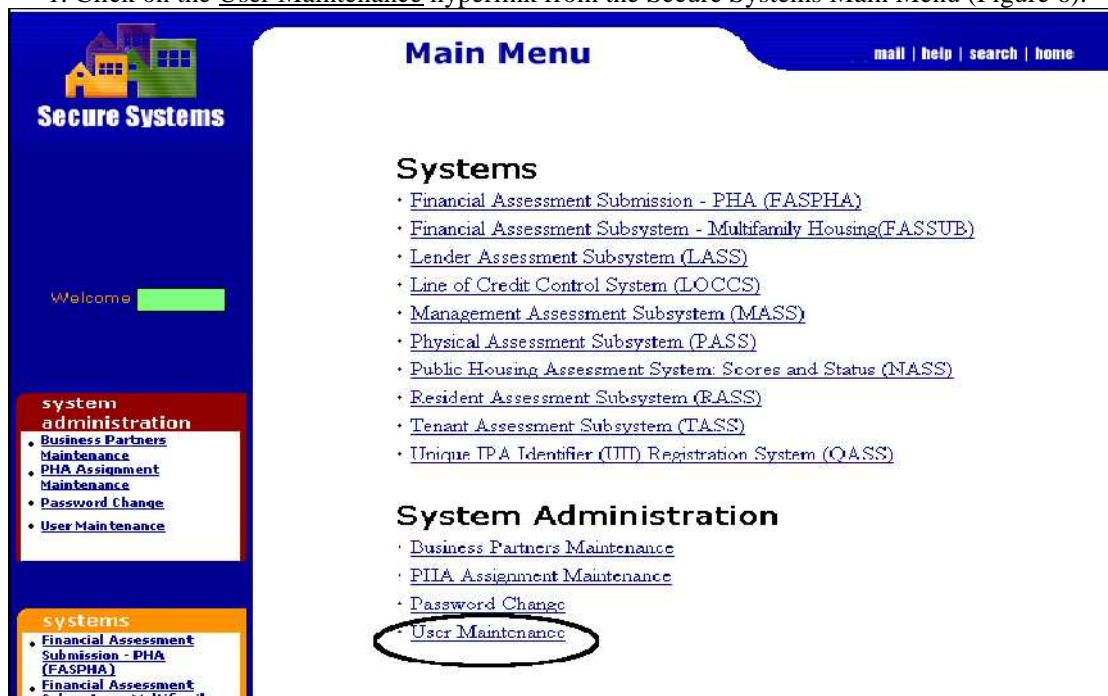 1. Click on the User Maintenance hyperlink from the Secure Systems Main Menu (Figure 6).
Secure Systems
Main Menu
mail | help | search | home
Welcome
system
administration
• Business Partners
Maintenance
• PHA Assignment
Maintenance
• Password Change
• User Maintenance
systems
• Financial Assessment
Submission - PHA
(FASPHA)
• Financial Assessment
Systems
· Financial Assessment Submission - PHA (FASPHA)
· Financial Assessment Subsystem - Multifamily Housing(FASSUB)
· Lender Assessment Subsystem (LASS)
· Line of Credit Control System (LOCCS)
· Management Assessment Subsystem (MASS)
· Physical Assessment Subsystem (PASS)
· Public Housing Assessment System: Scores and Status (NASS)
· Resident Assessment Subsystem (RASS)
· Tenant Assessment Subsystem (TASS)
· Unique IPA Identifier (UII) Registration System (QASS)
System Administration
· Business Partners Maintenance
· PHA Assignment Maintenance
· Password Change
· User Maintenance